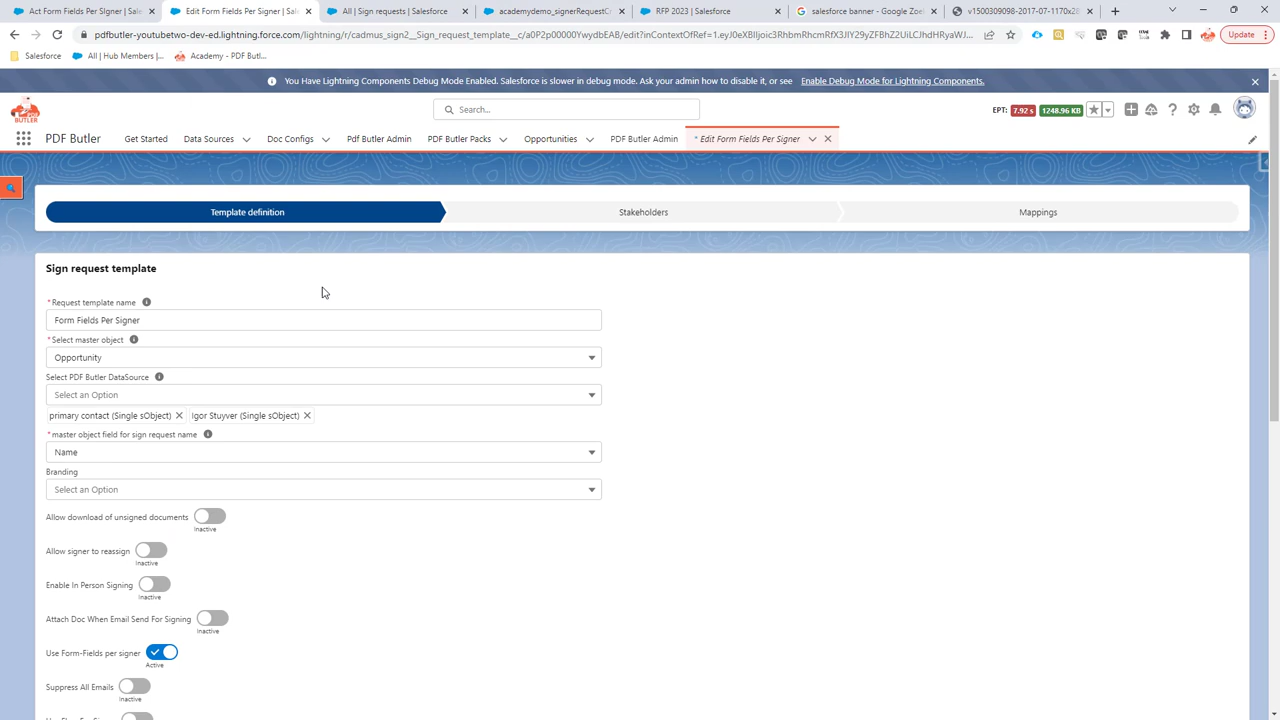 Act Form Fields Per Signer | Sale
Edit Form Fields Per Signer | Sal
All | Sign requests | Salesforce
academydemo_signerRequestC
RFP 2023 | Salesforce
salesforce banner - Google Zoe
v1500309098-2017-07-1170x28
pdfbutler-youtubetwo-dev-ed.lightning.force.com/lightning/r/cadmus_sign2__Sign_request_template__c/a0P2p00000YwydbEAB/edit?inContextOfRef=1.eyJ0eXBlIjoic3RhbmRhcmRfX3JlY29yZFBhZ2UiLCJhdHRyaW...
Update
Salesforce
All | Hub Members |...
Academy - PDF Butl...
You Have Lightning Components Debug Mode Enabled. Salesforce is slower in debug mode. Ask your admin how to disable it, or see Enable Debug Mode for Lightning Components.
Search...
EPT: 7.92 s 1248.96 KB
PDF Butler
Get Started
Data Sources
Doc Configs
Pdf Butler Admin
PDF Butler Packs
Opportunities
PDF Butler Admin
* Edit Form Fields Per Signer
Template definition
Stakeholders
Mappings
Sign request template
*Request template name
Form Fields Per Signer
*Select master object
Opportunity
Select PDF Butler DataSource
Select an Option
primary contact (Single sObject) Igor Stuyver (Single sObject)
*master object field for sign request name
Name
Branding
Select an Option
Allow download of unsigned documents
Inactive
Allow signer to reassign
Inactive
Enable In Person Signing
Inactive
Attach Doc When Email Send For Signing
Inactive
Use Form-Fields per signer
Active
Suppress All Emails
Inactive